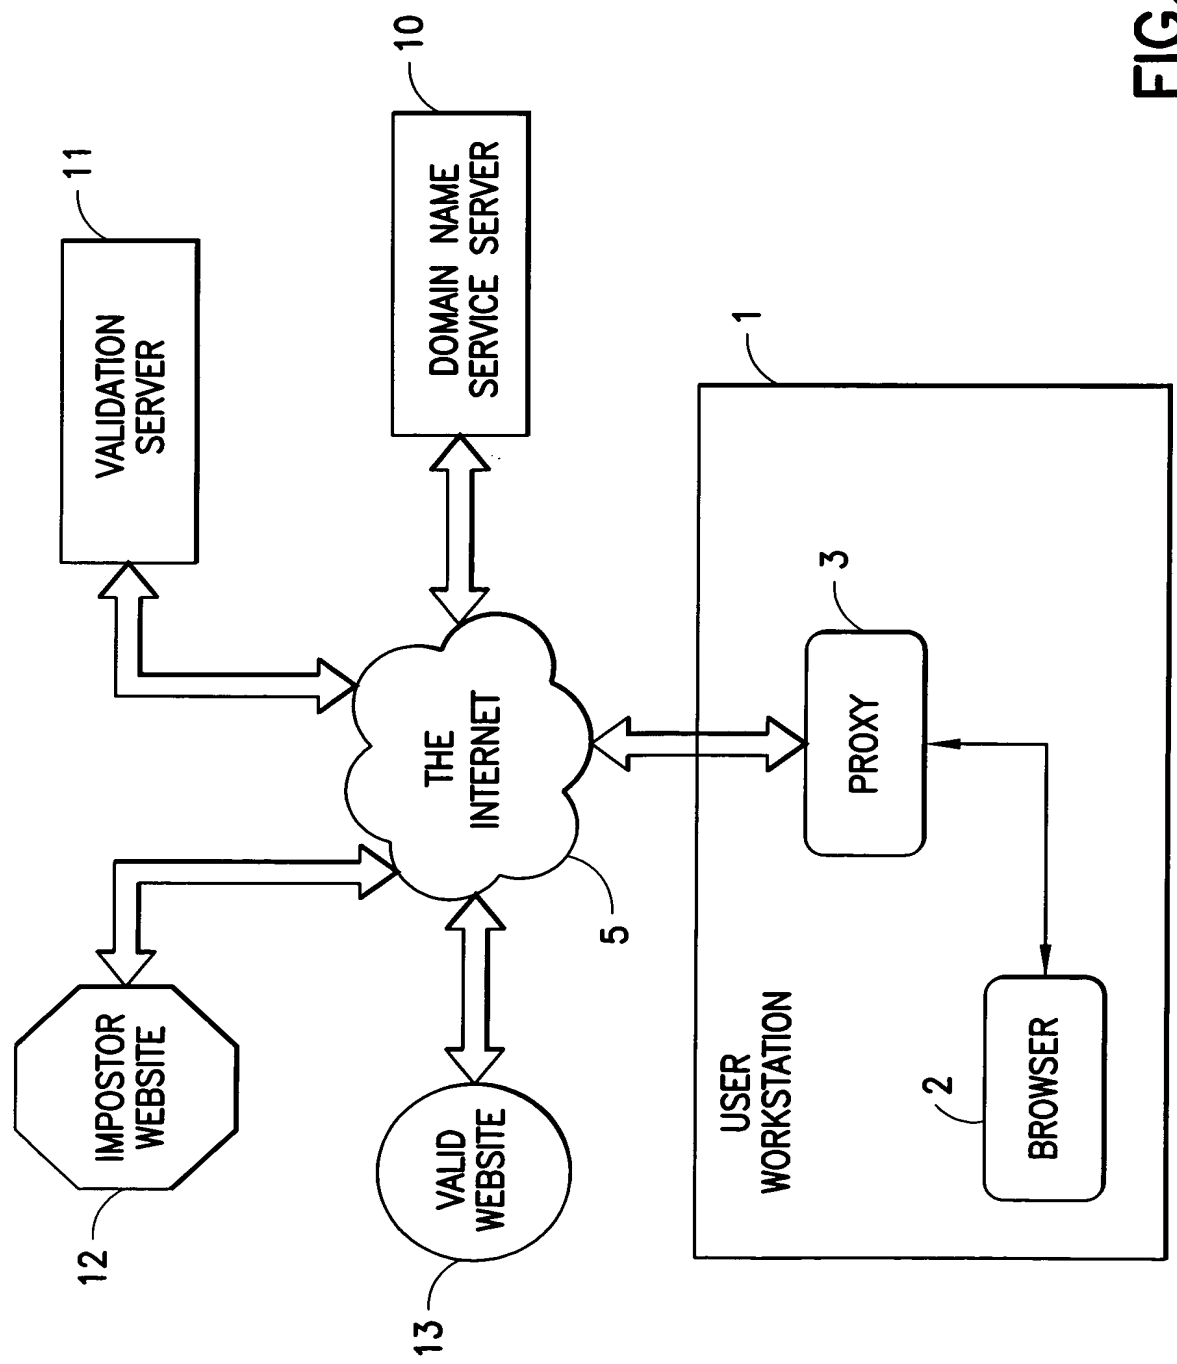 12
IMPOSTOR
WEBSITE
11
VALIDATION
SERVER
13
VALID
WEBSITE
THE
INTERNET
5
10
DOMAIN NAME
SERVICE SERVER
1
USER
WORKSTATION
3
PROXY
2
BROWSER
FIG.